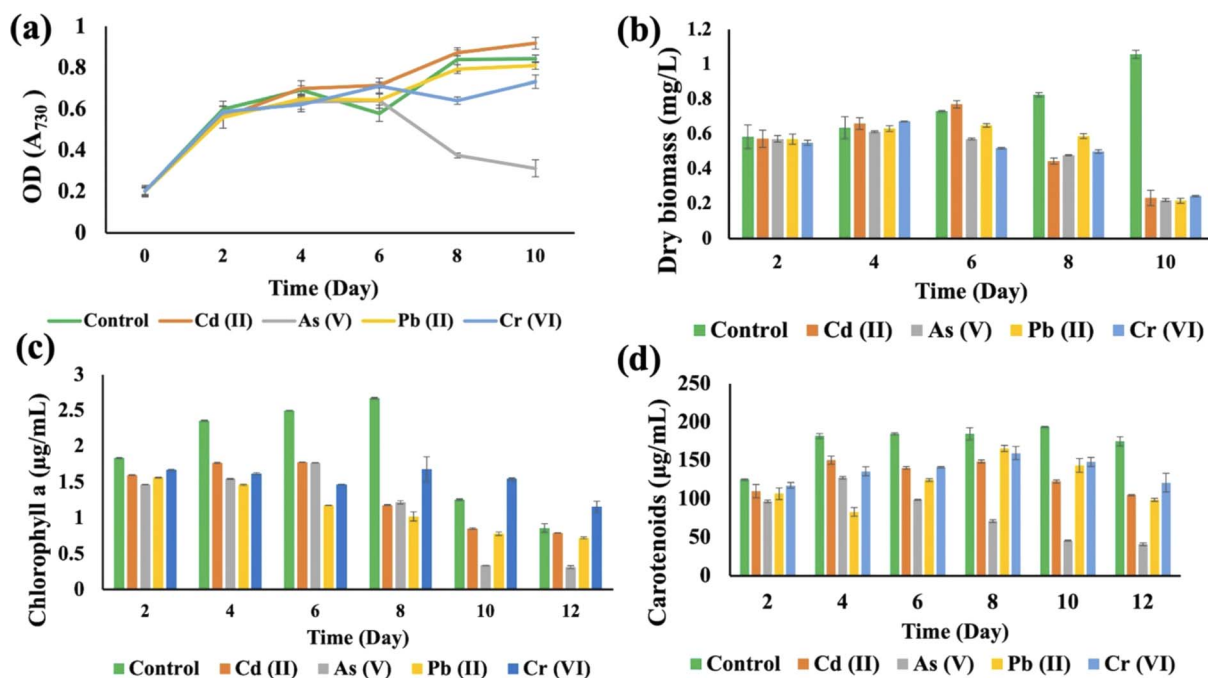 (a)
OD (A730)
1
0.8
0.6
0.4
0.2
0
0 2 4 6 8 10
Time (Day)
Control Cd (II) As (V) Pb (II) Cr (VI)
(b)
Dry biomass (mg/L)
1.2
1
0.8
0.6
0.4
0.2
0
2 4 6 8 10
Time (Day)
Control Cd (II) As (V) Pb (II) Cr (VI)
(c)
Chlorophyll a (µg/mL)
3
2.5
2
1.5
1
0.5
0
2 4 6 8 10 12
Time (Day)
Control Cd (II) As (V) Pb (II) Cr (VI)
(d)
Carotenoids (µg/mL)
250
200
150
100
50
0
2 4 6 8 10 12
Time (Day)
Control Cd (II) As (V) Pb (II) Cr (VI)